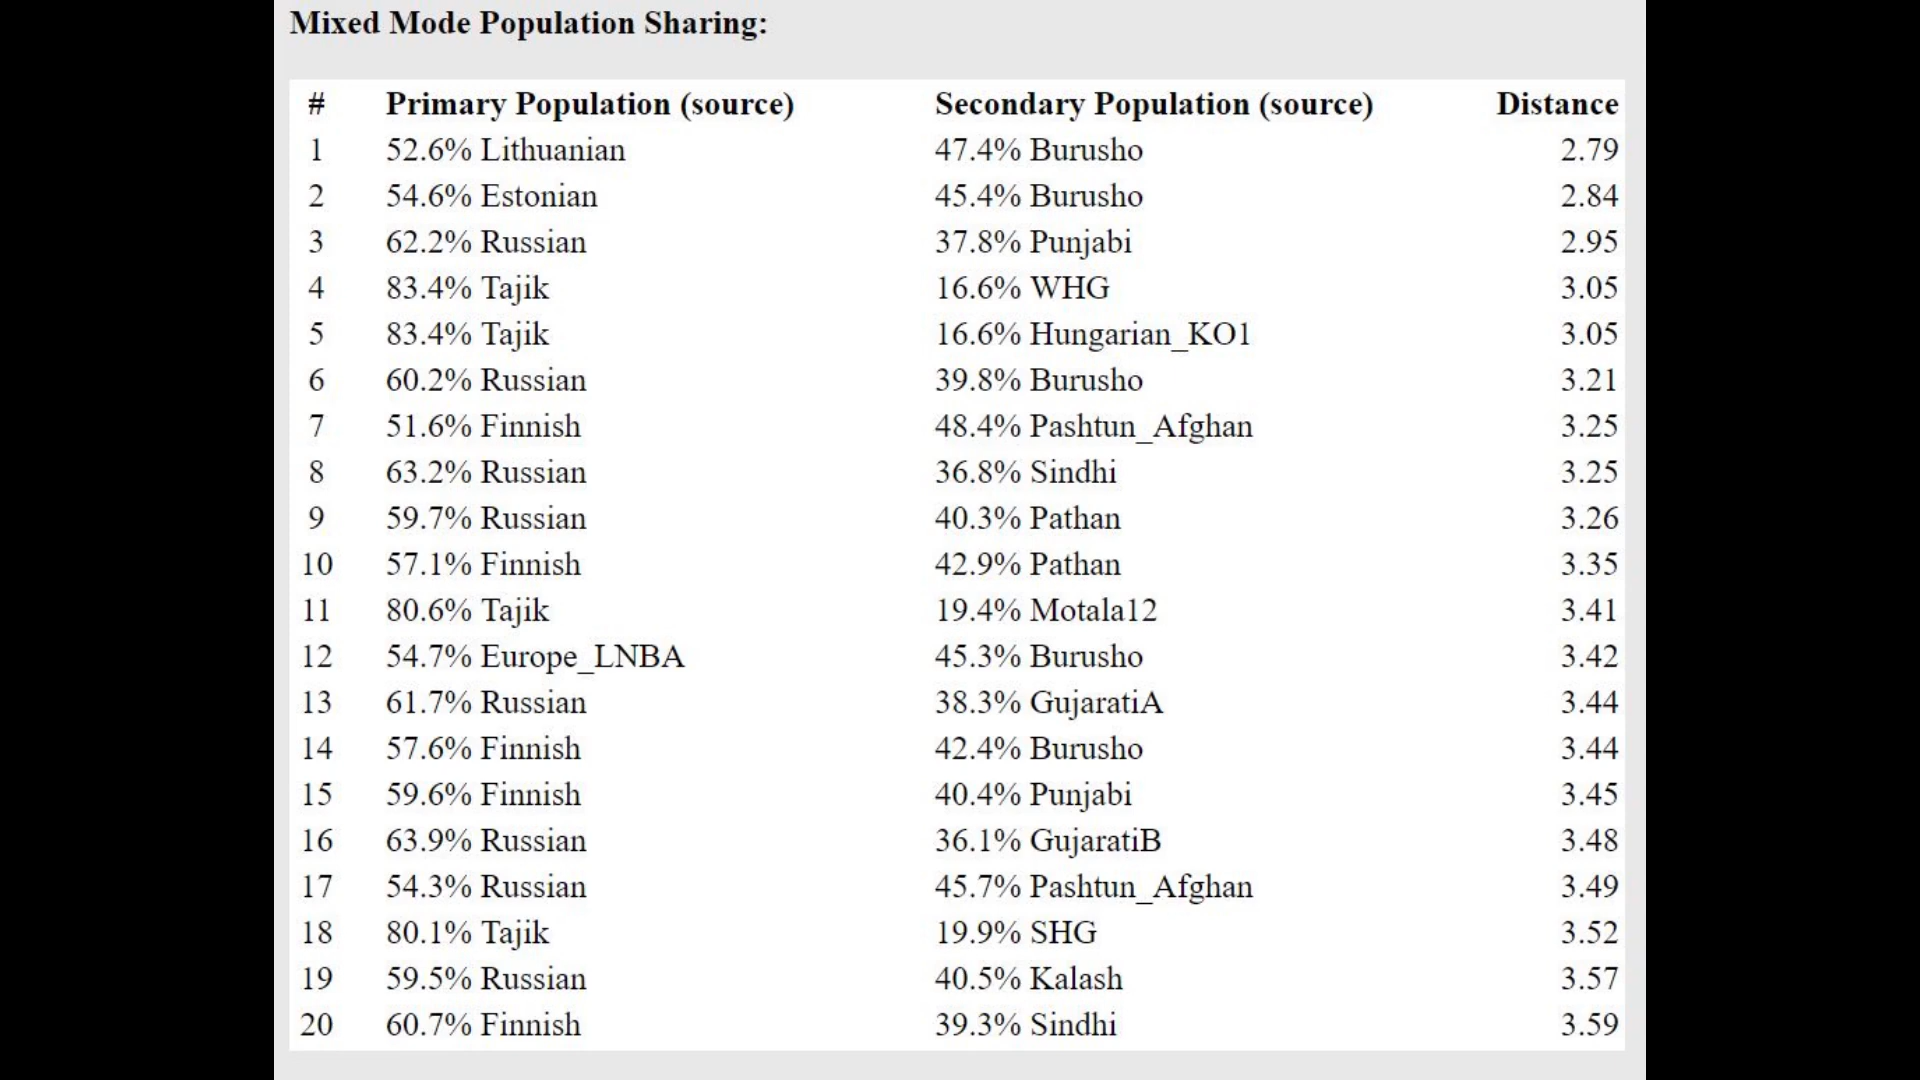 Mixed Mode Population Sharing:
# Primary Population (source) Secondary Population (source) Distance
1 52.6% Lithuanian 47.4% Burusho 2.79
2 54.6% Estonian 45.4% Burusho 2.84
3 62.2% Russian 37.8% Punjabi 2.95
4 83.4% Tajik 16.6% WHG 3.05
5 83.4% Tajik 16.6% Hungarian_KO1 3.05
6 60.2% Russian 39.8% Burusho 3.21
7 51.6% Finnish 48.4% Pashtun_Afghan 3.25
8 63.2% Russian 36.8% Sindhi 3.25
9 59.7% Russian 40.3% Pathan 3.26
10 57.1% Finnish 42.9% Pathan 3.35
11 80.6% Tajik 19.4% Motala12 3.41
12 54.7% Europe_LNBA 45.3% Burusho 3.42
13 61.7% Russian 38.3% GujaratiA 3.44
14 57.6% Finnish 42.4% Burusho 3.44
15 59.6% Finnish 40.4% Punjabi 3.45
16 63.9% Russian 36.1% GujaratiB 3.48
17 54.3% Russian 45.7% Pashtun_Afghan 3.49
18 80.1% Tajik 19.9% SHG 3.52
19 59.5% Russian 40.5% Kalash 3.57
20 60.7% Finnish 39.3% Sindhi 3.59